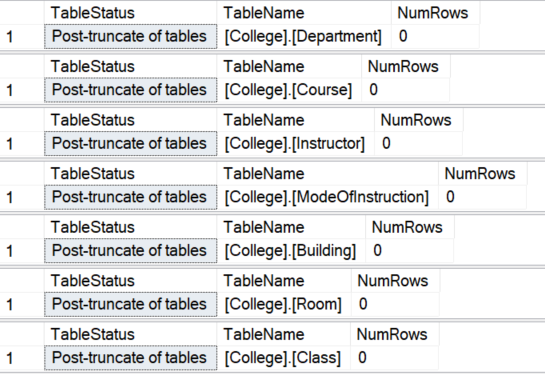 TableStatus TableName NumRows
1 Post-truncate of tables [College].[Department] 0
TableStatus TableName NumRows
1 Post-truncate of tables [College].[Course] 0
TableStatus TableName NumRows
1 Post-truncate of tables [College].[Instructor] 0
TableStatus TableName NumRows
1 Post-truncate of tables [College].[ModeOfInstruction] 0
TableStatus TableName NumRows
1 Post-truncate of tables [College].[Building] 0
TableStatus TableName NumRows
1 Post-truncate of tables [College].[Room] 0
TableStatus TableName NumRows
1 Post-truncate of tables [College].[Class] 0